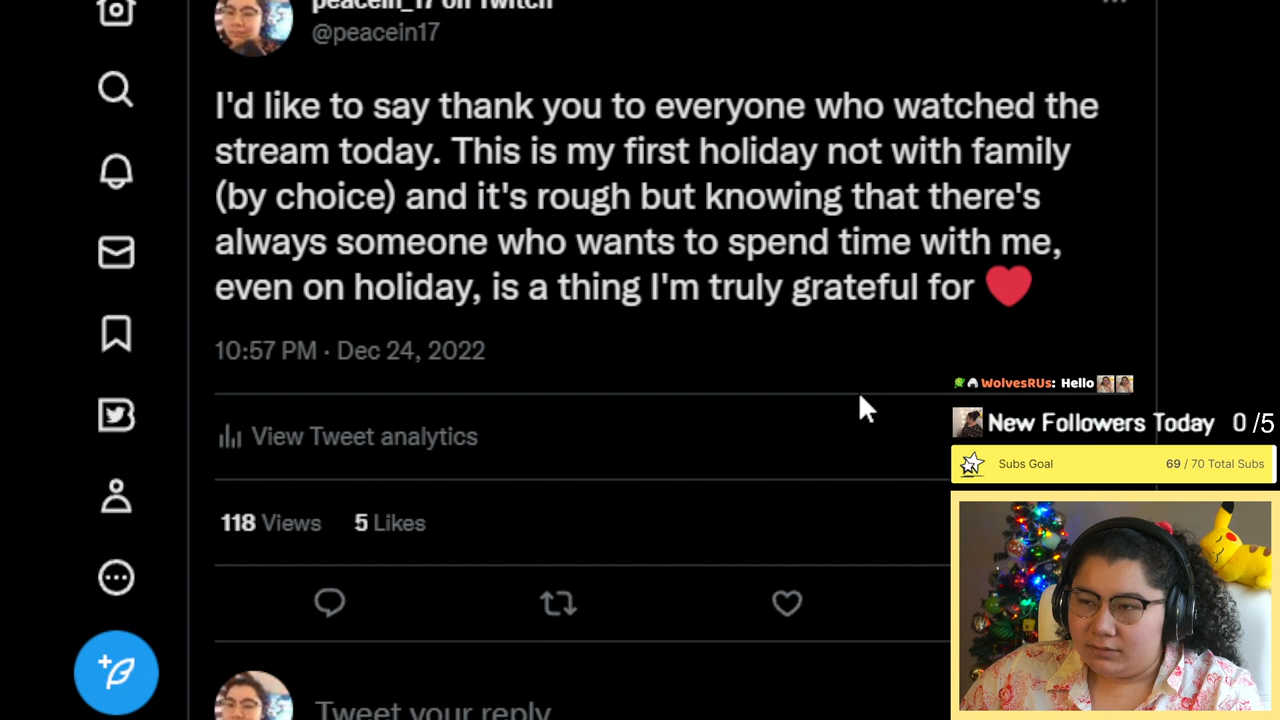 peacein_17 on Twitch
@peacein17
I'd like to say thank you to everyone who watched the
stream today. This is my first holiday not with family
(by choice) and it's rough but knowing that there's
always someone who wants to spend time with me,
even on holiday, is a thing I'm truly grateful for ❤️
10:57 PM · Dec 24, 2022
WolvesRUs: Hello
New Followers Today 0 /5
View Tweet analytics
Subs Goal 69 / 70 Total Subs
118 Views 5 Likes
Tweet your reply